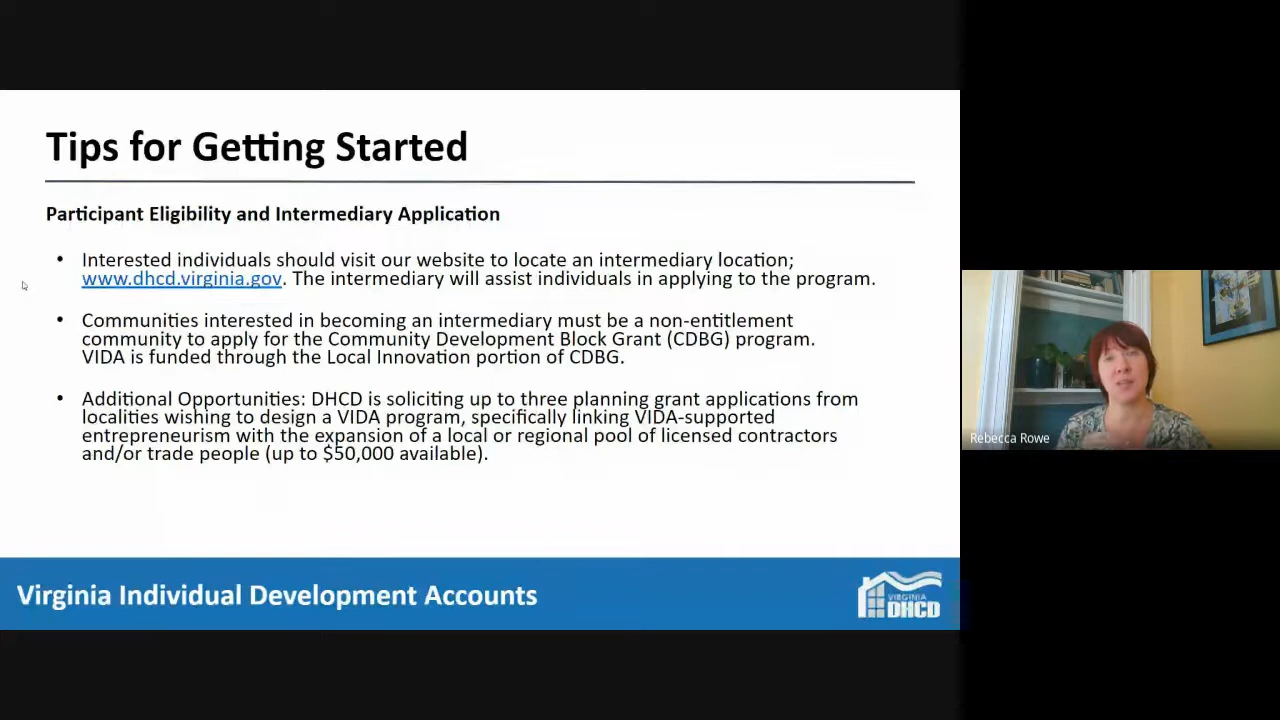 Tips for Getting Started
Participant Eligibility and Intermediary Application
• Interested individuals should visit our website to locate an intermediary location;
www.dhcd.virginia.gov. The intermediary will assist individuals in applying to the program.
• Communities interested in becoming an intermediary must be a non-entitlement
community to apply for the Community Development Block Grant (CDBG) program.
VIDA is funded through the Local Innovation portion of CDBG.
• Additional Opportunities: DHCD is soliciting up to three planning grant applications from
localities wishing to design a VIDA program, specifically linking VIDA-supported
entrepreneurism with the expansion of a local or regional pool of licensed contractors
and/or trade people (up to $50,000 available).
Rebecca Rowe
Virginia Individual Development Accounts
VIRGINIA
DHCD